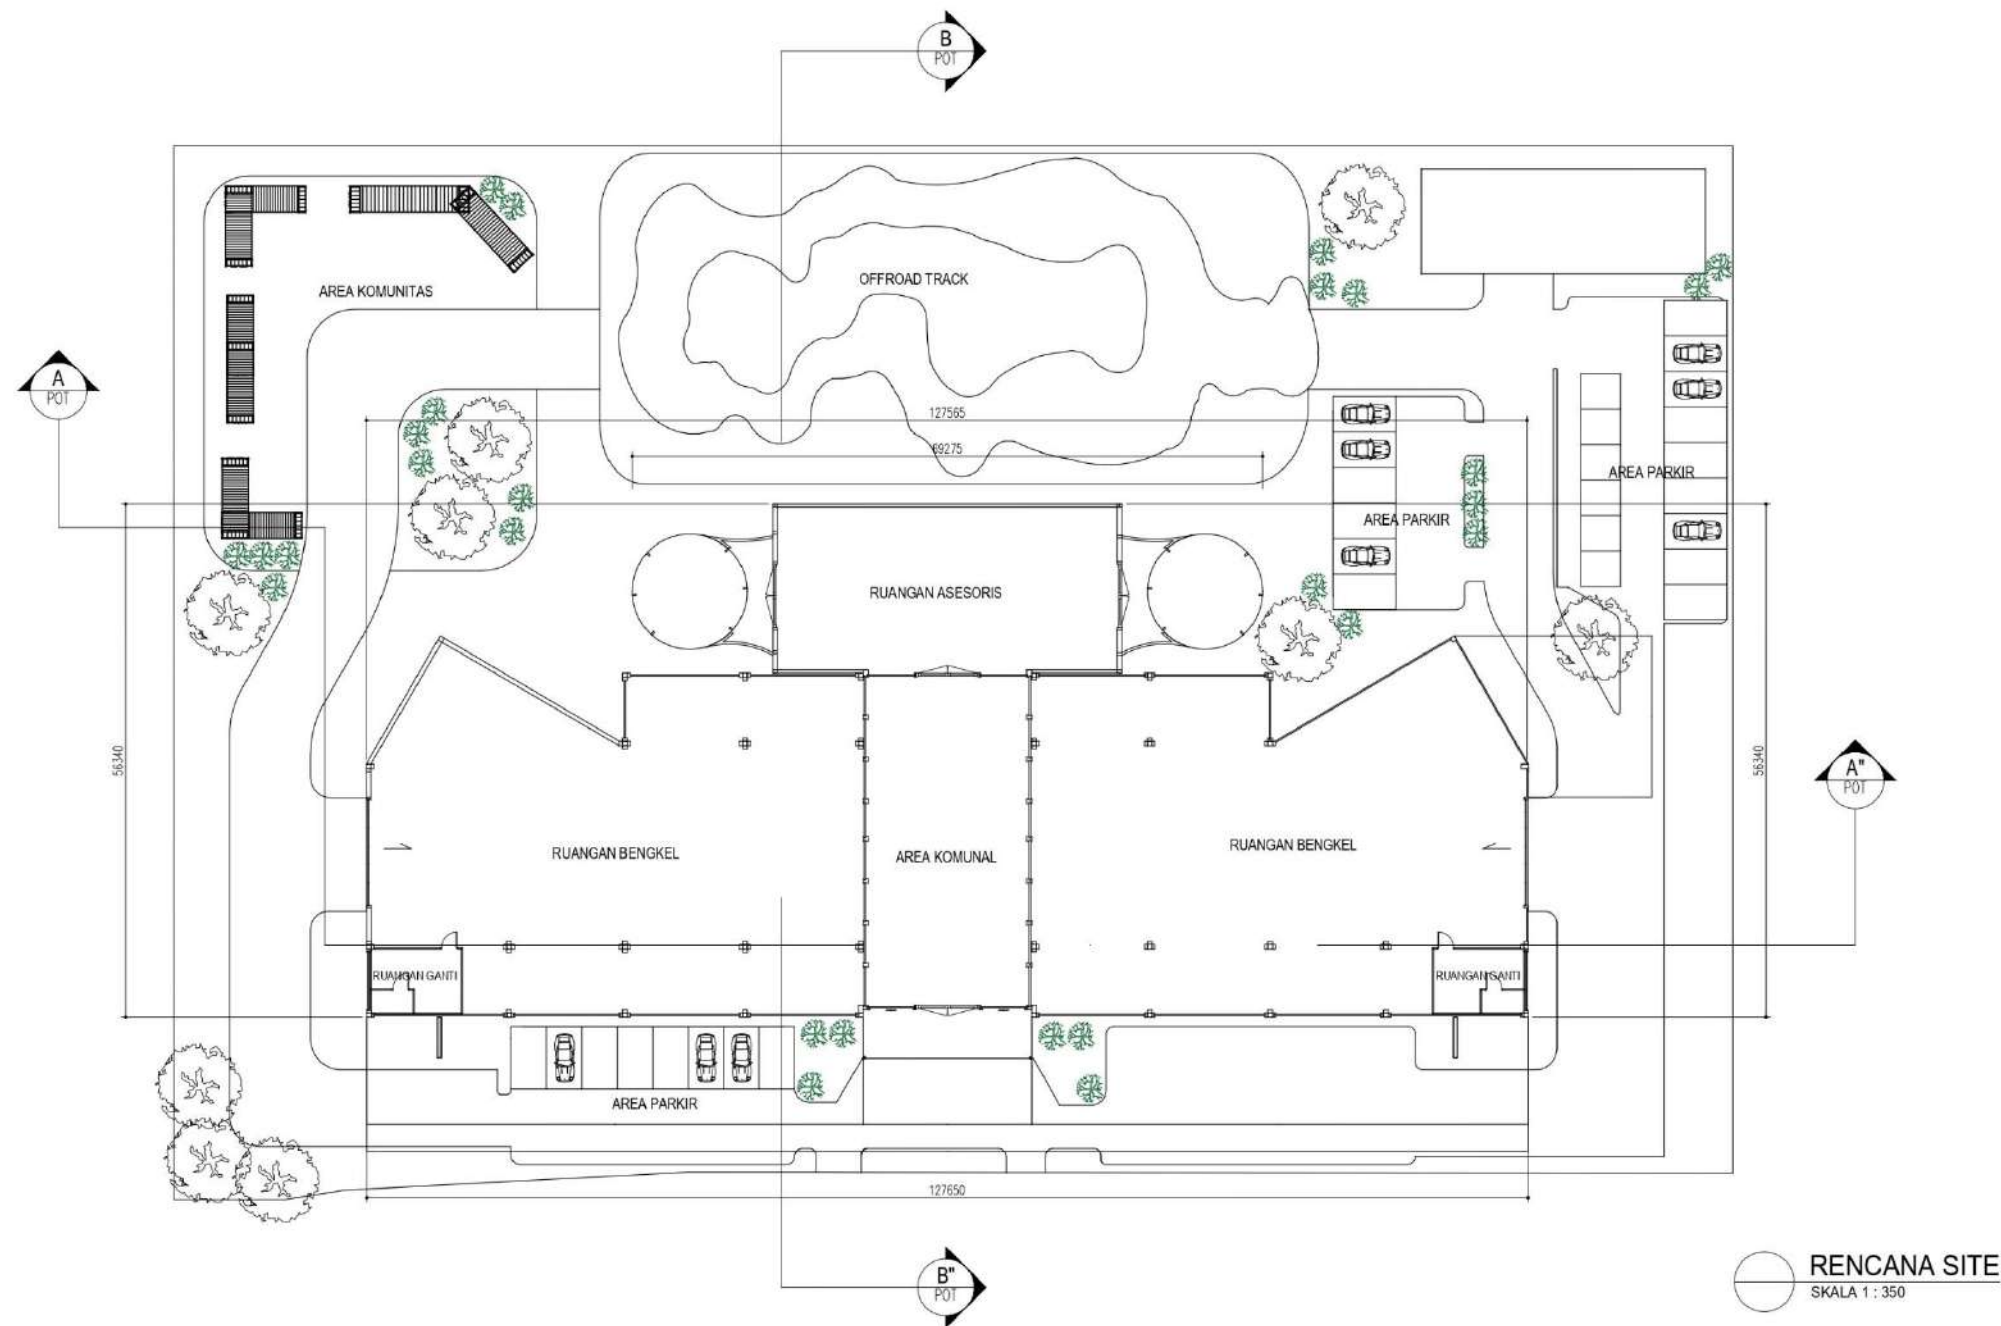 B
POT
AREA KOMUNITAS
OFFROAD TRACK
A
POT
127565
69275
AREA PARKIR
AREA PARKIR
RUANGAN ASESORIS
56340
56340
A"
POT
RUANGAN BENGKEL
AREA KOMUNAL
RUANGAN BENGKEL
RUANGAN GANTI
RUANGAN GANTI
AREA PARKIR
127650
B"
POT
RENCANA SITE
SKALA 1 : 350